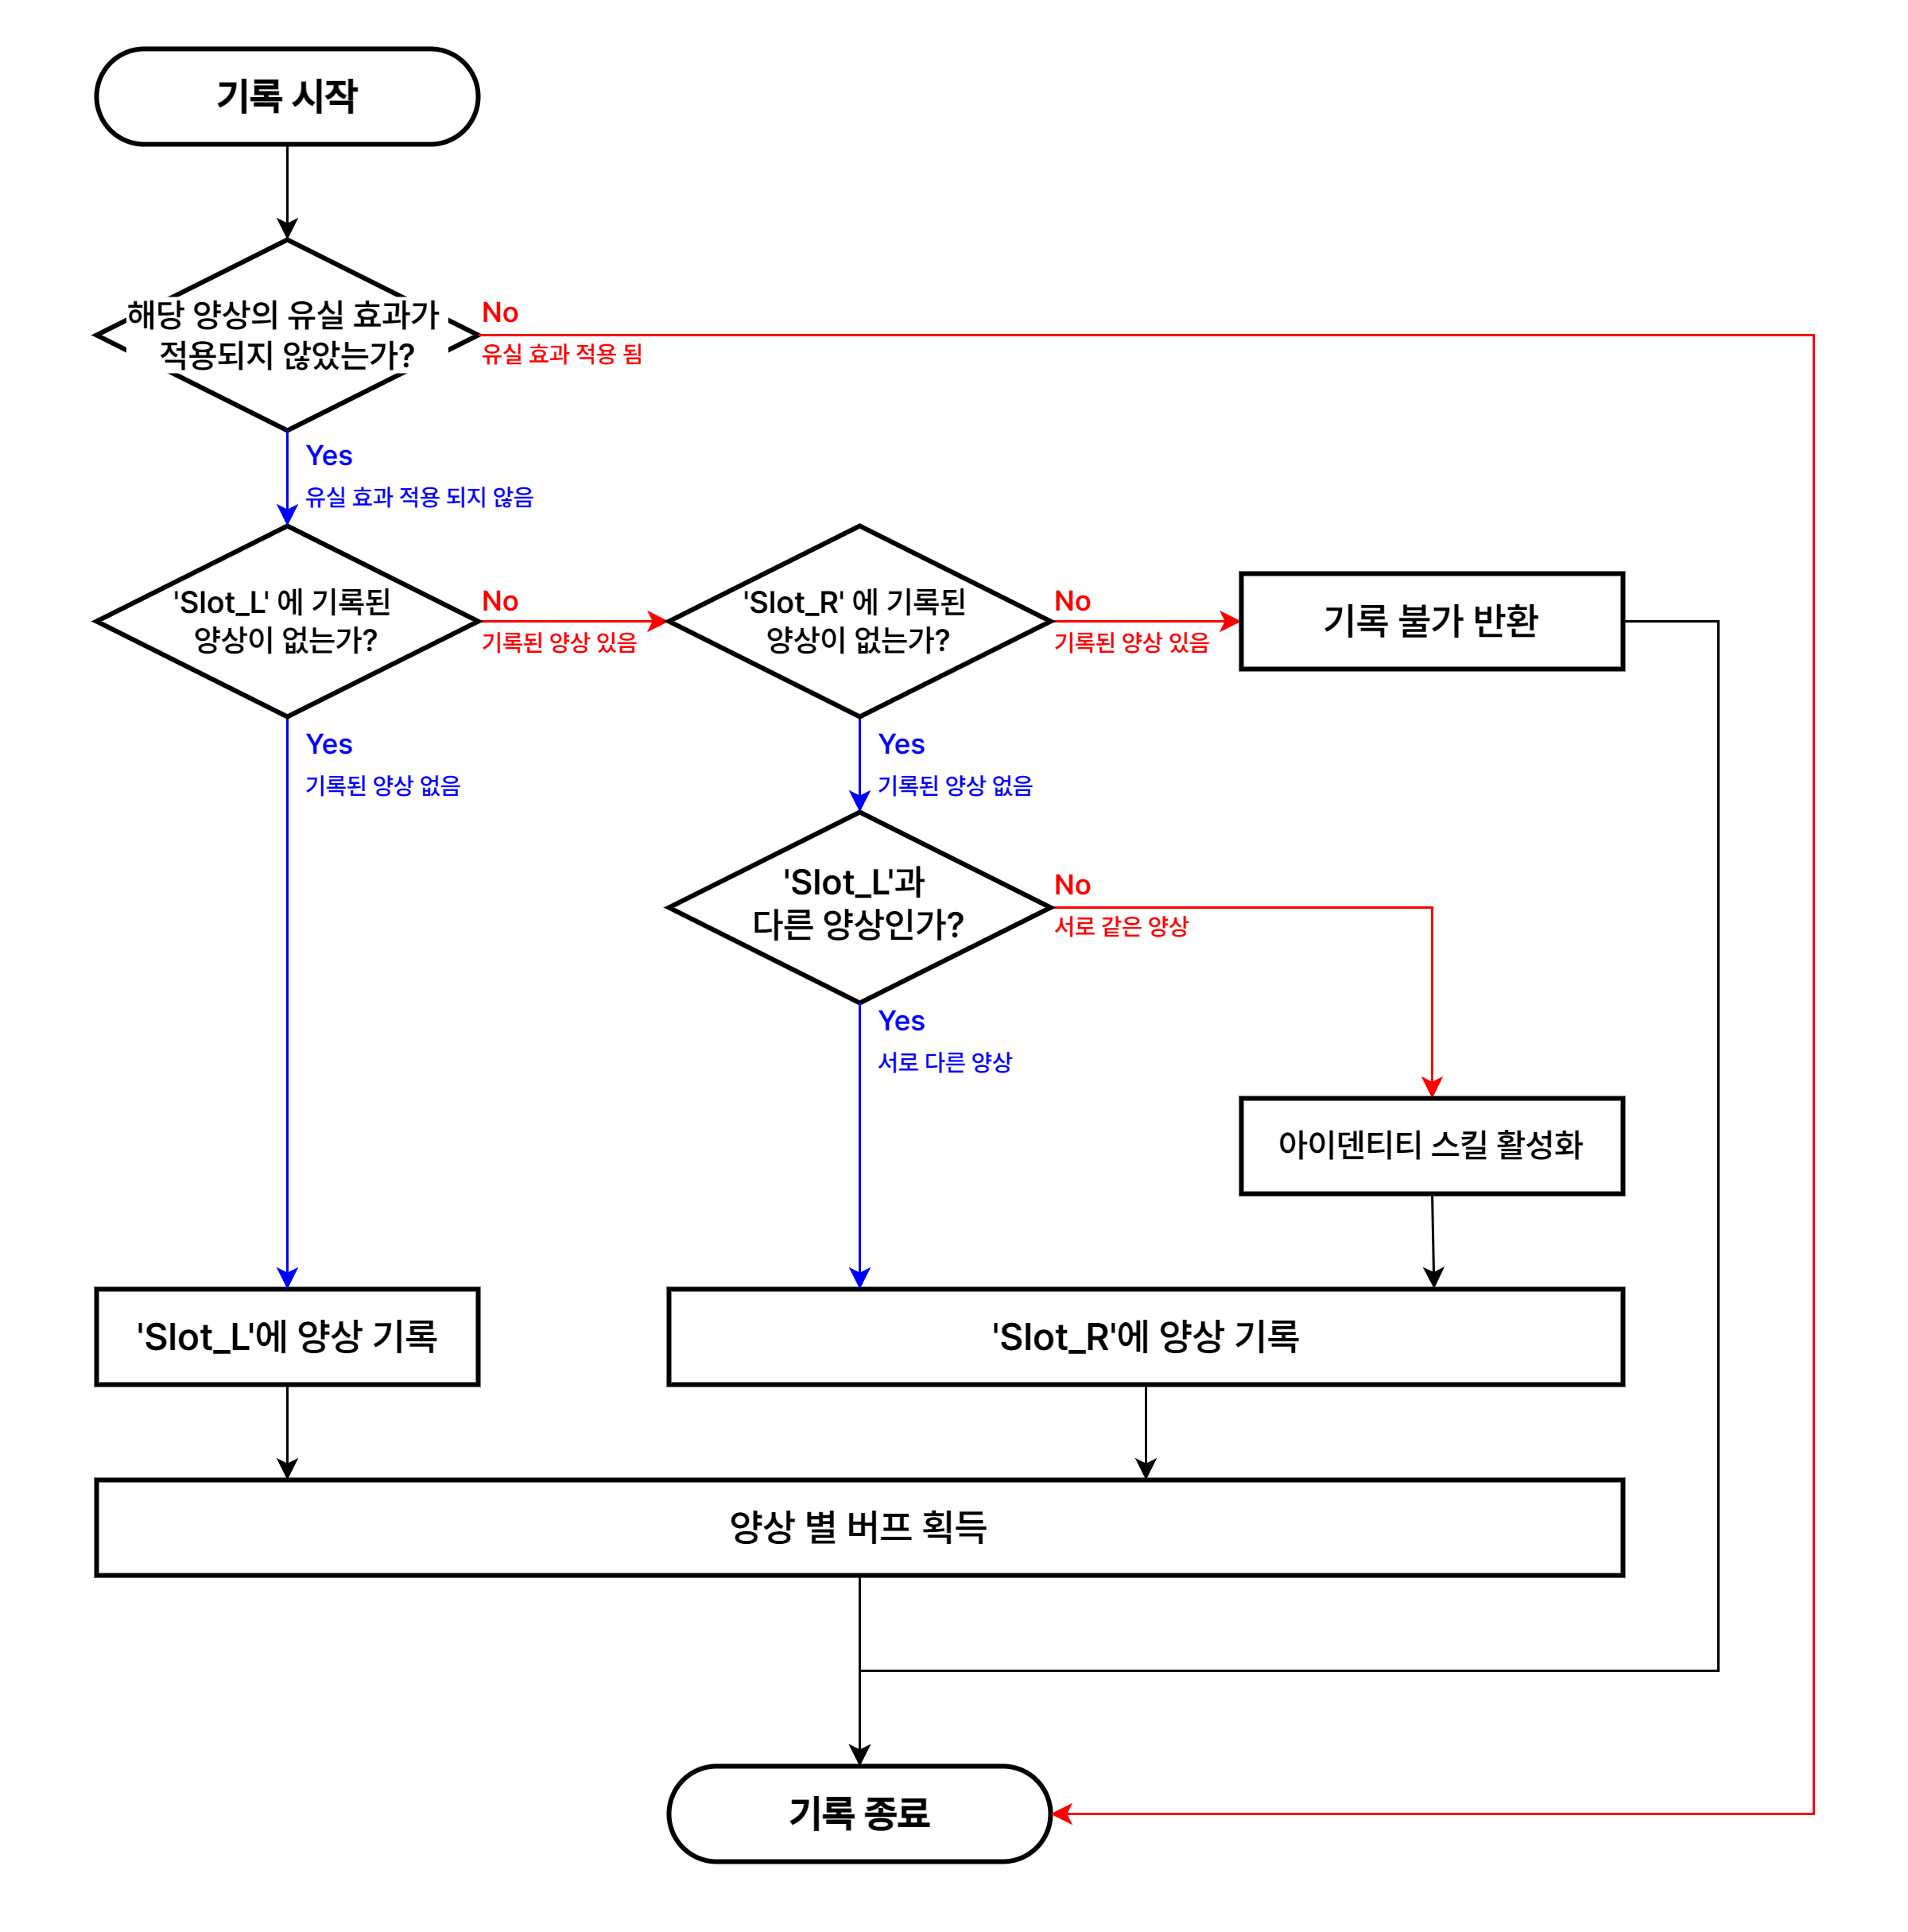 기록 시작
해당 양상의 유실 효과가
적용되지 않았는가?
No
유실 효과 적용 됨
Yes
유실 효과 적용 되지 않음
'Slot_L' 에 기록된
양상이 없는가?
No
기록된 양상 있음
'Slot_R' 에 기록된
양상이 없는가?
No
기록된 양상 있음
기록 불가 반환
Yes
기록된 양상 없음
Yes
기록된 양상 없음
'Slot_L'과
다른 양상인가?
No
서로 같은 양상
Yes
서로 다른 양상
아이덴티티 스킬 활성화
'Slot_L'에 양상 기록
'Slot_R'에 양상 기록
양상 별 버프 획득
기록 종료